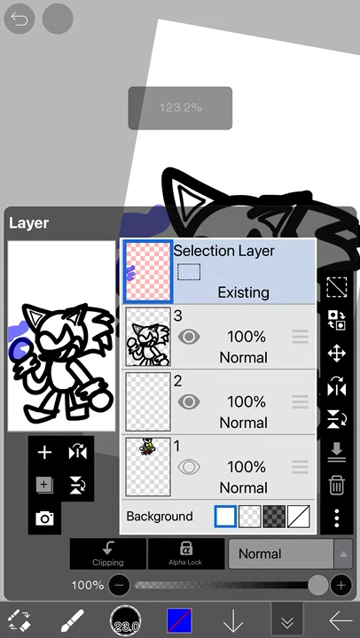 123.2%
Layer
Selection Layer
Existing
3
100%
Normal
2
100%
Normal
1
100%
Normal
Background
Clipping
Alpha Lock
Normal
100%
23.0